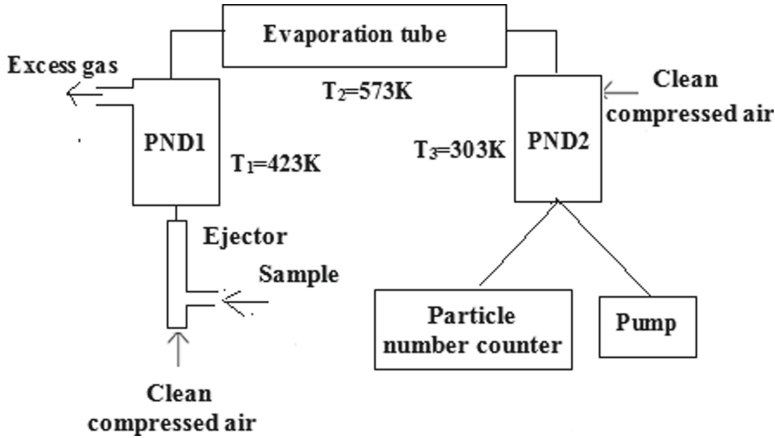 Evaporation tube
Excess gas
T₂=573K
Clean
compressed air
PND1
T₁=423K
T₃=303K
PND2
Ejector
Sample
Particle
number counter
Pump
Clean
compressed air